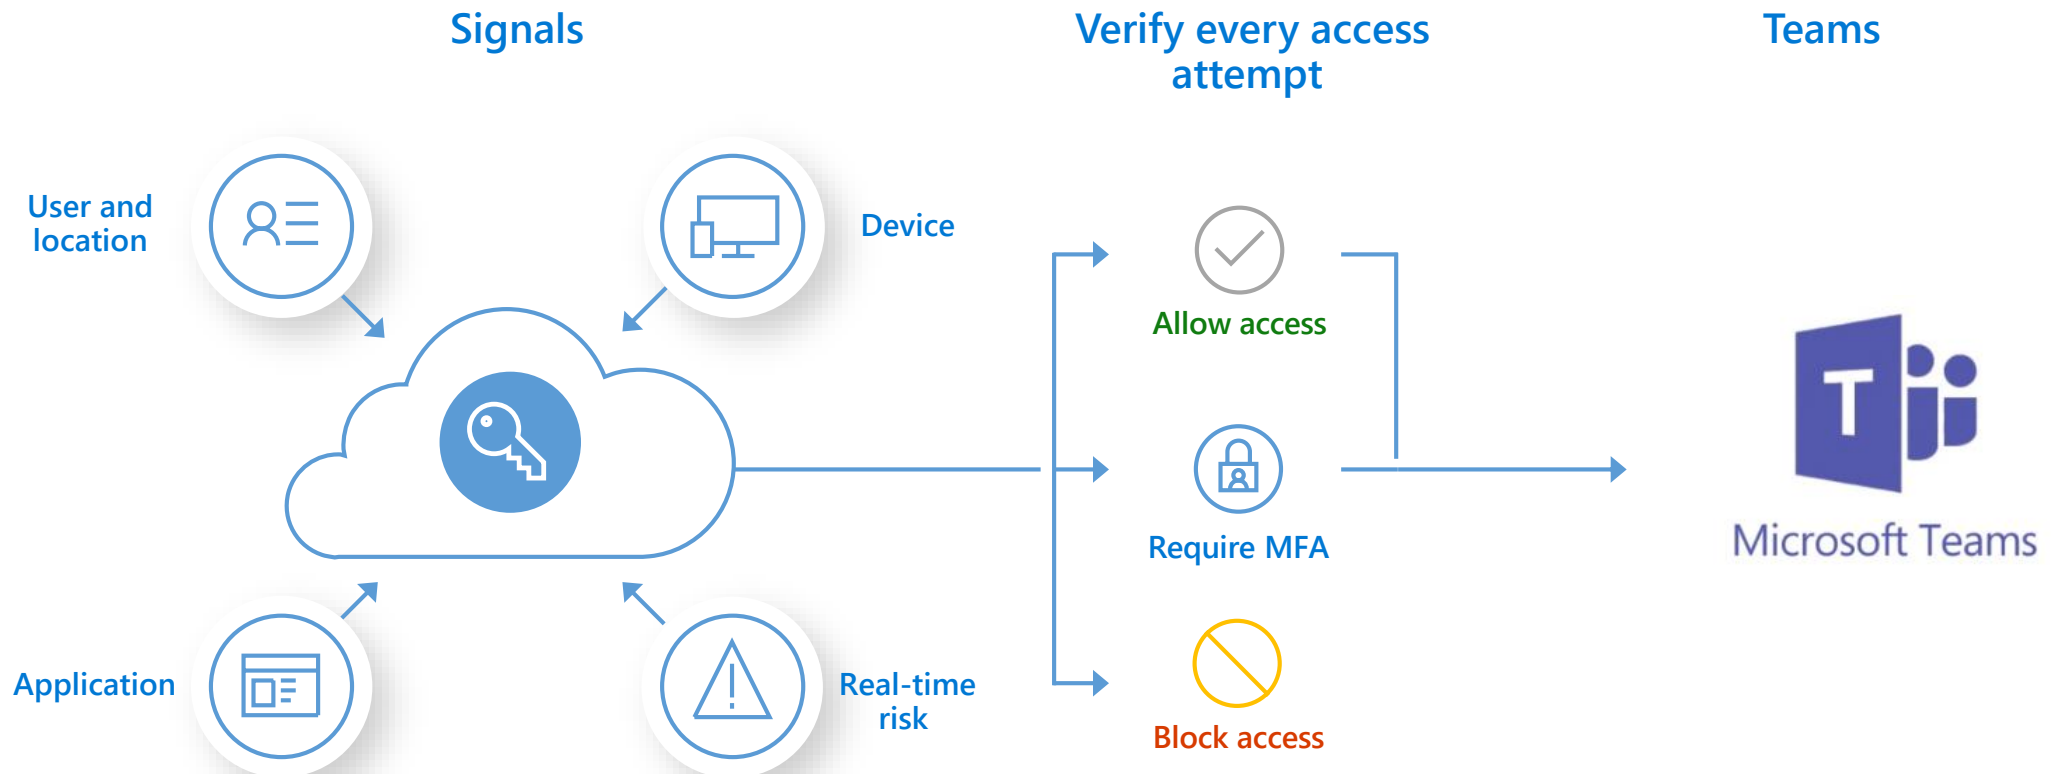 Signals
Verify every access
attempt
Teams
User and
location
Device
Allow access
T
Microsoft Teams
Require MFA
Application
Real-time
risk
Block access